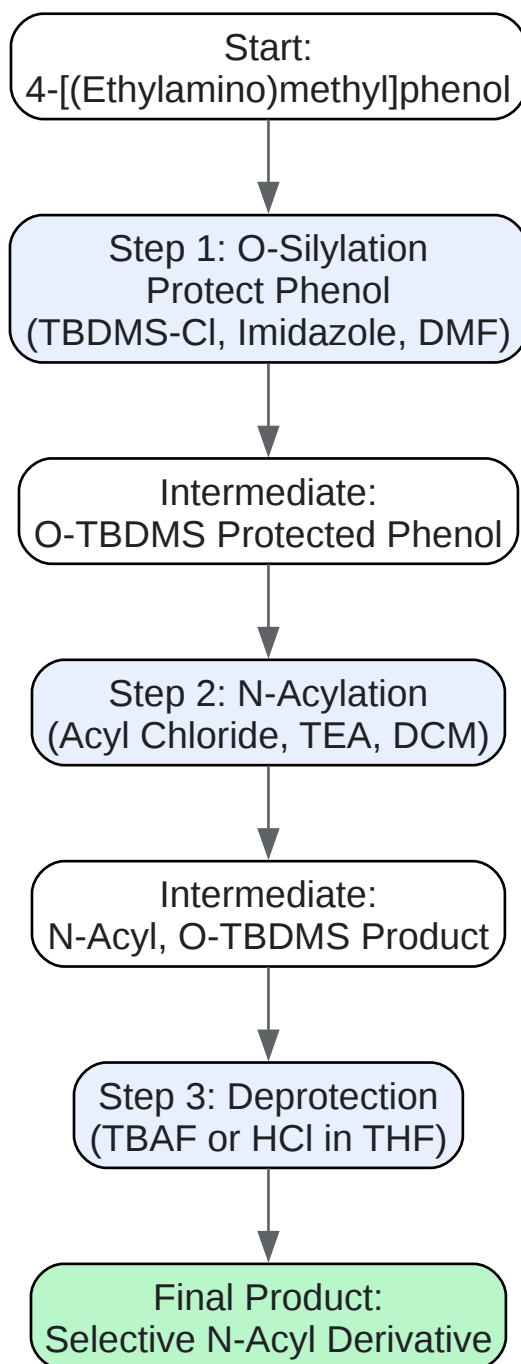 Start:
4-[(Ethylamino)methyl]phenol
Step 1: O-Silylation
Protect Phenol
(TBDMS-Cl, Imidazole, DMF)
Intermediate:
O-TBDMS Protected Phenol
Step 2: N-Acylation
(Acyl Chloride, TEA, DCM)
Intermediate:
N-Acyl, O-TBDMS Product
Step 3: Deprotection
(TBAF or HCl in THF)
Final Product:
Selective N-Acyl Derivative